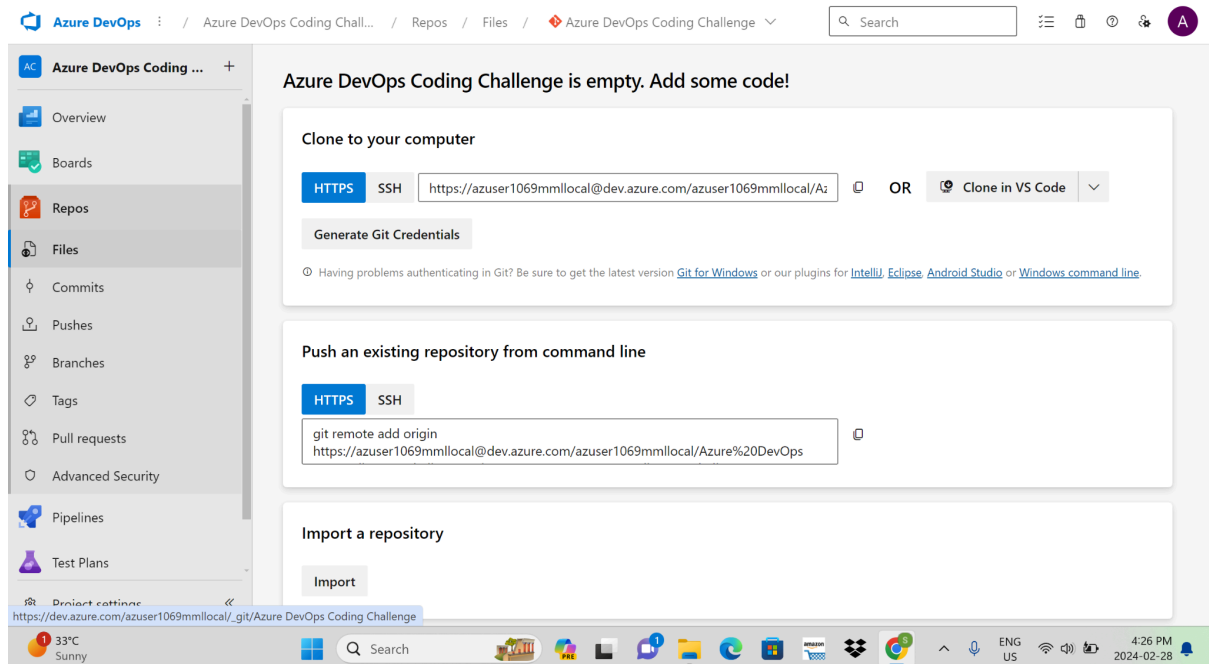 Azure DevOps / Azure DevOps Coding Chall... / Repos / Files / Azure DevOps Coding Challenge Search A
AC Azure DevOps Coding ... +
Overview
Boards
Repos
Files
Commits
Pushes
Branches
Tags
Pull requests
Advanced Security
Pipelines
Test Plans
Project settings
https://dev.azure.com/azuser1069mmllocal/_git/Azure DevOps Coding Challenge
Azure DevOps Coding Challenge is empty. Add some code!
Clone to your computer
HTTPS SSH https://azuser1069mmllocal@dev.azure.com/azuser1069mmllocal/Az OR Clone in VS Code
Generate Git Credentials
Having problems authenticating in Git? Be sure to get the latest version Git for Windows or our plugins for IntelliJ, Eclipse, Android Studio or Windows command line.
Push an existing repository from command line
HTTPS SSH
git remote add origin
https://azuser1069mmllocal@dev.azure.com/azuser1069mmllocal/Azure%20DevOps
Import a repository
Import
1 33°C
Sunny
Search
PRE
1
amazon
S
ENG
US
4:26 PM
2024-02-28